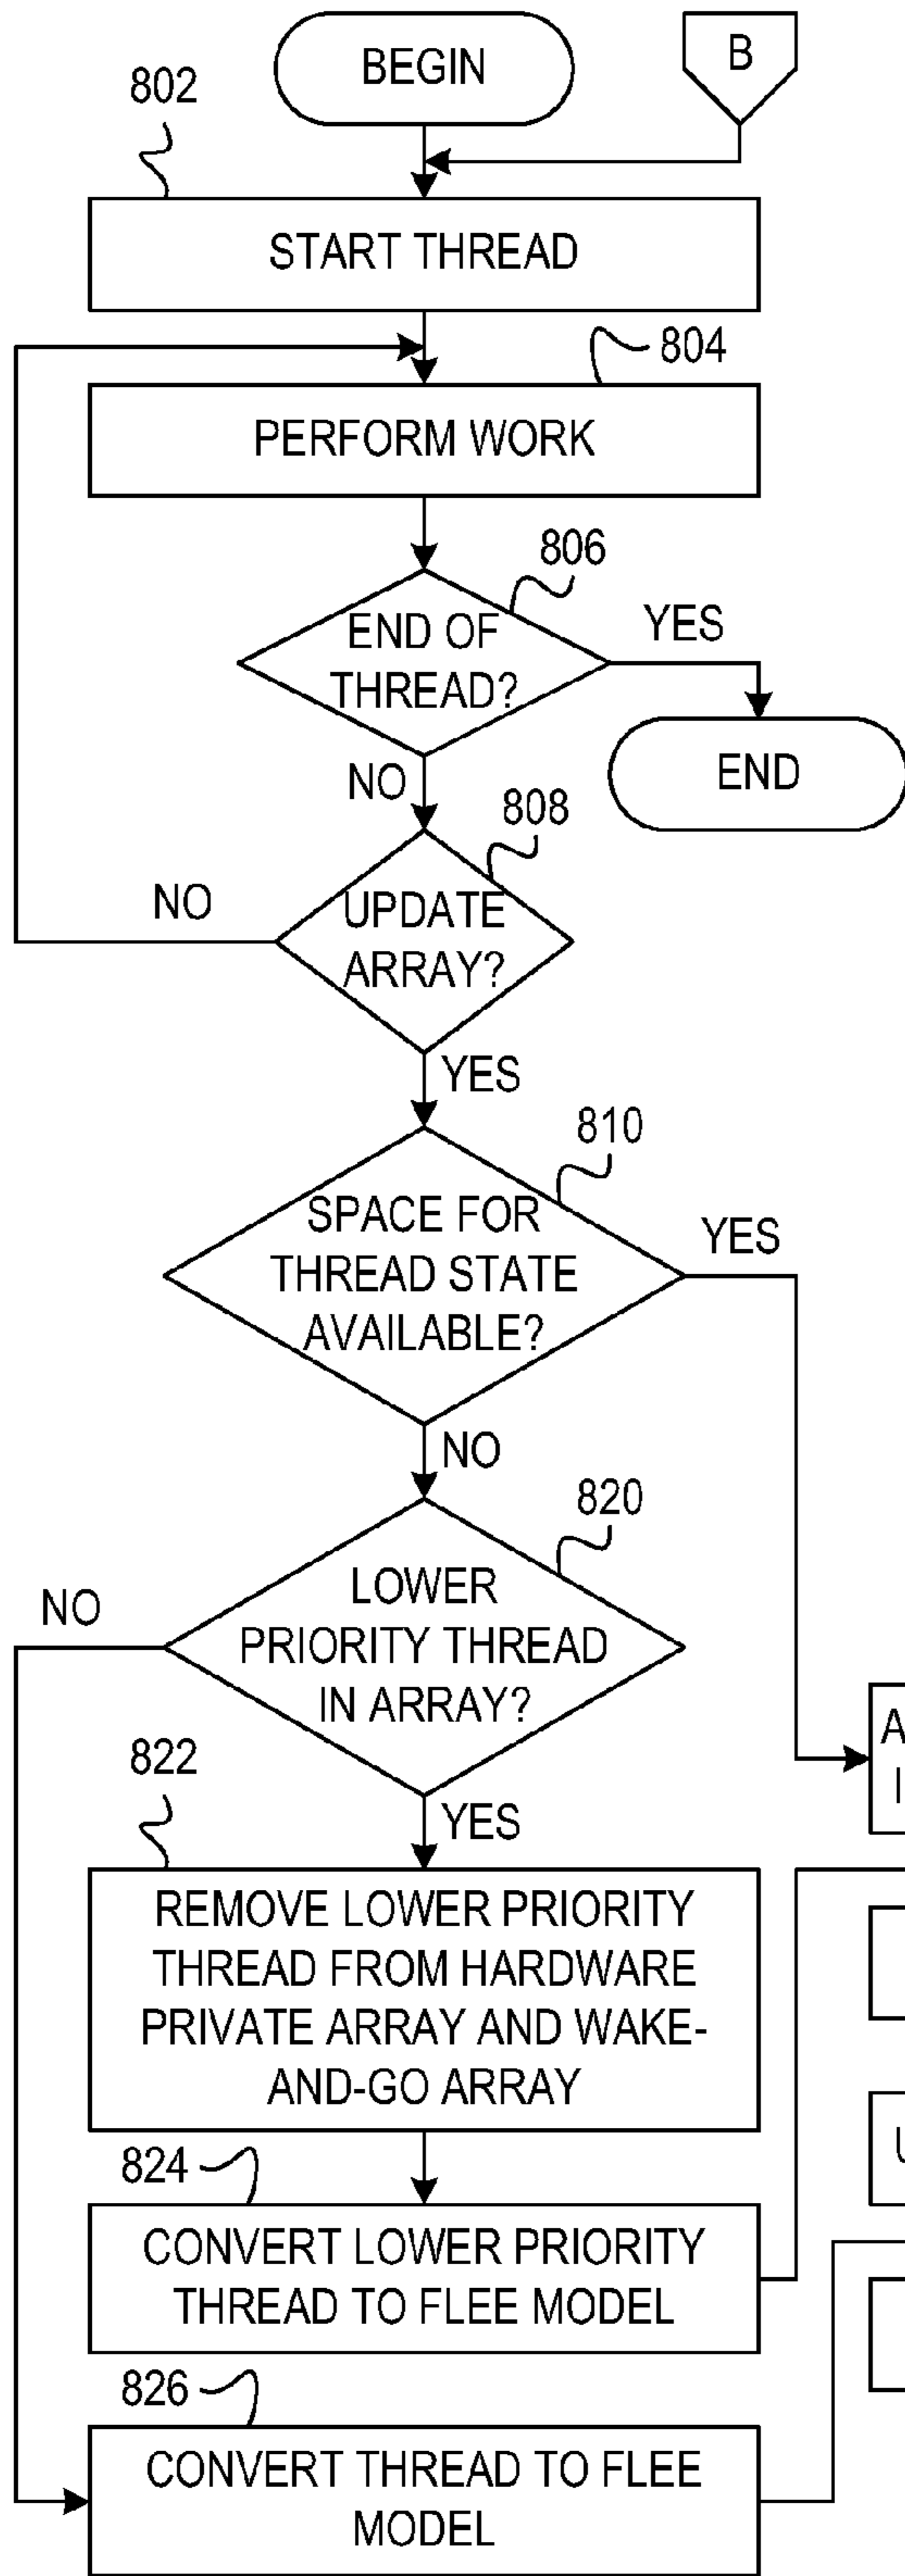 BEGIN
B
802
START THREAD
804
PERFORM WORK
806
END OF
THREAD?
YES
END
NO
808
UPDATE
ARRAY?
NO
YES
810
SPACE FOR
THREAD STATE
AVAILABLE?
YES
NO
820
LOWER
PRIORITY THREAD
IN ARRAY?
NO
A
I
822
YES
REMOVE LOWER PRIORITY
THREAD FROM HARDWARE
PRIVATE ARRAY AND WAKE-
AND-GO ARRAY
824
CONVERT LOWER PRIORITY
THREAD TO FLEE MODEL
826
CONVERT THREAD TO FLEE
MODEL